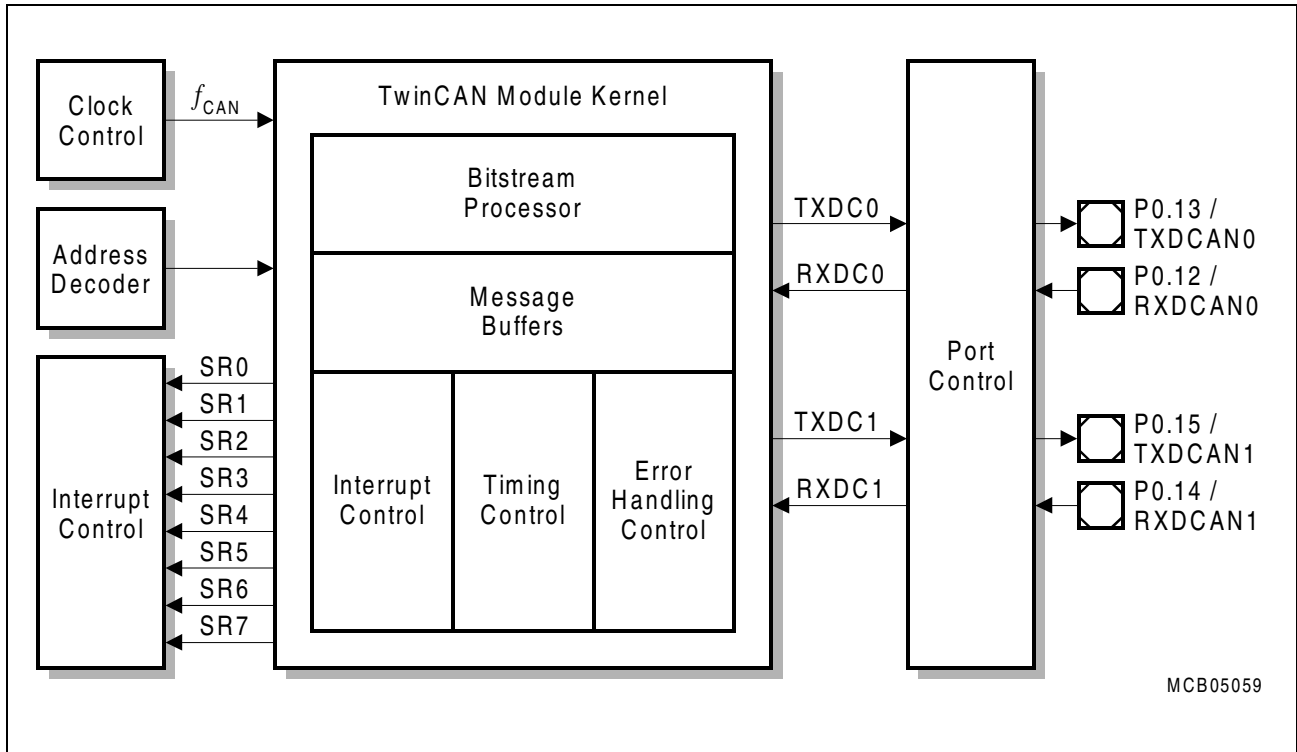 Clock
Control
fCAN
Address
Decoder
Interrupt
Control
SR0
SR1
SR2
SR3
SR4
SR5
SR6
SR7
TwinCAN Module Kernel
Bitstream
Processor
Message
Buffers
Interrupt
Control
Timing
Control
Error
Handling
Control
TXDC0
RXDC0
TXDC1
RXDC1
Port
Control
P0.13 /
TXDCAN0
P0.12 /
RXDCAN0
P0.15 /
TXDCAN1
P0.14 /
RXDCAN1
MCB05059